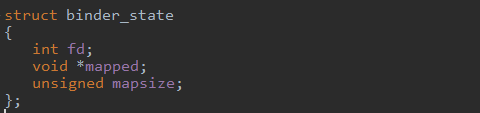 struct binder_state
{
int fd;
void *mapped;
unsigned mapsize;
};